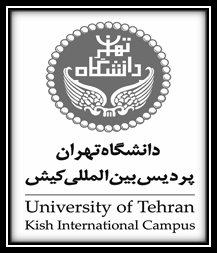 تهران
دانشگاه
دانشگاه تهران
پردیس بین‌المللی کیش
University of Tehran
Kish International Campus